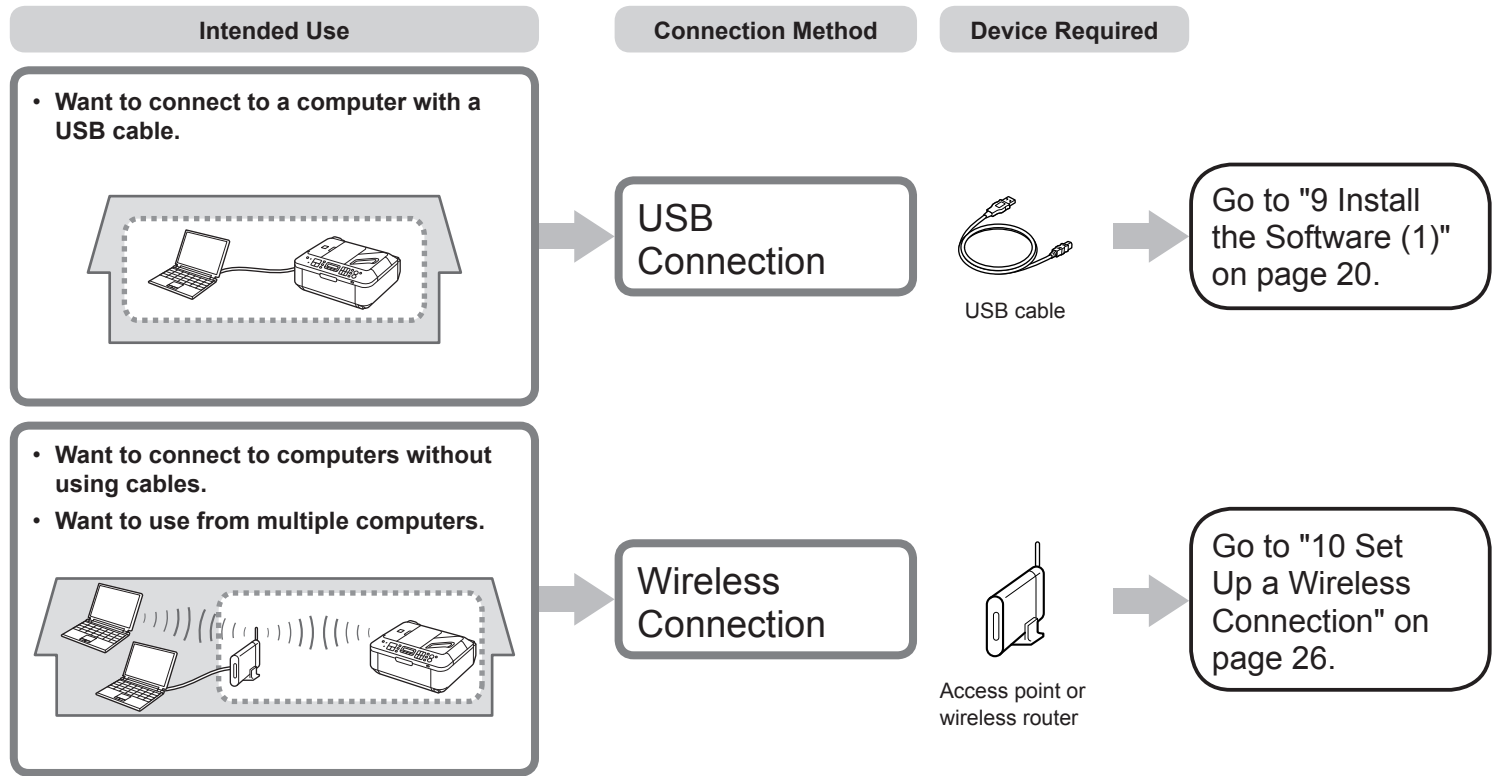 Intended Use
Connection Method
Device Required
• Want to connect to a computer with a
USB cable.
USB
Connection
USB cable
Go to "9 Install
the Software (1)"
on page 20.
• Want to connect to computers without
using cables.
• Want to use from multiple computers.
Wireless
Connection
Access point or
wireless router
Go to "10 Set
Up a Wireless
Connection" on
page 26.